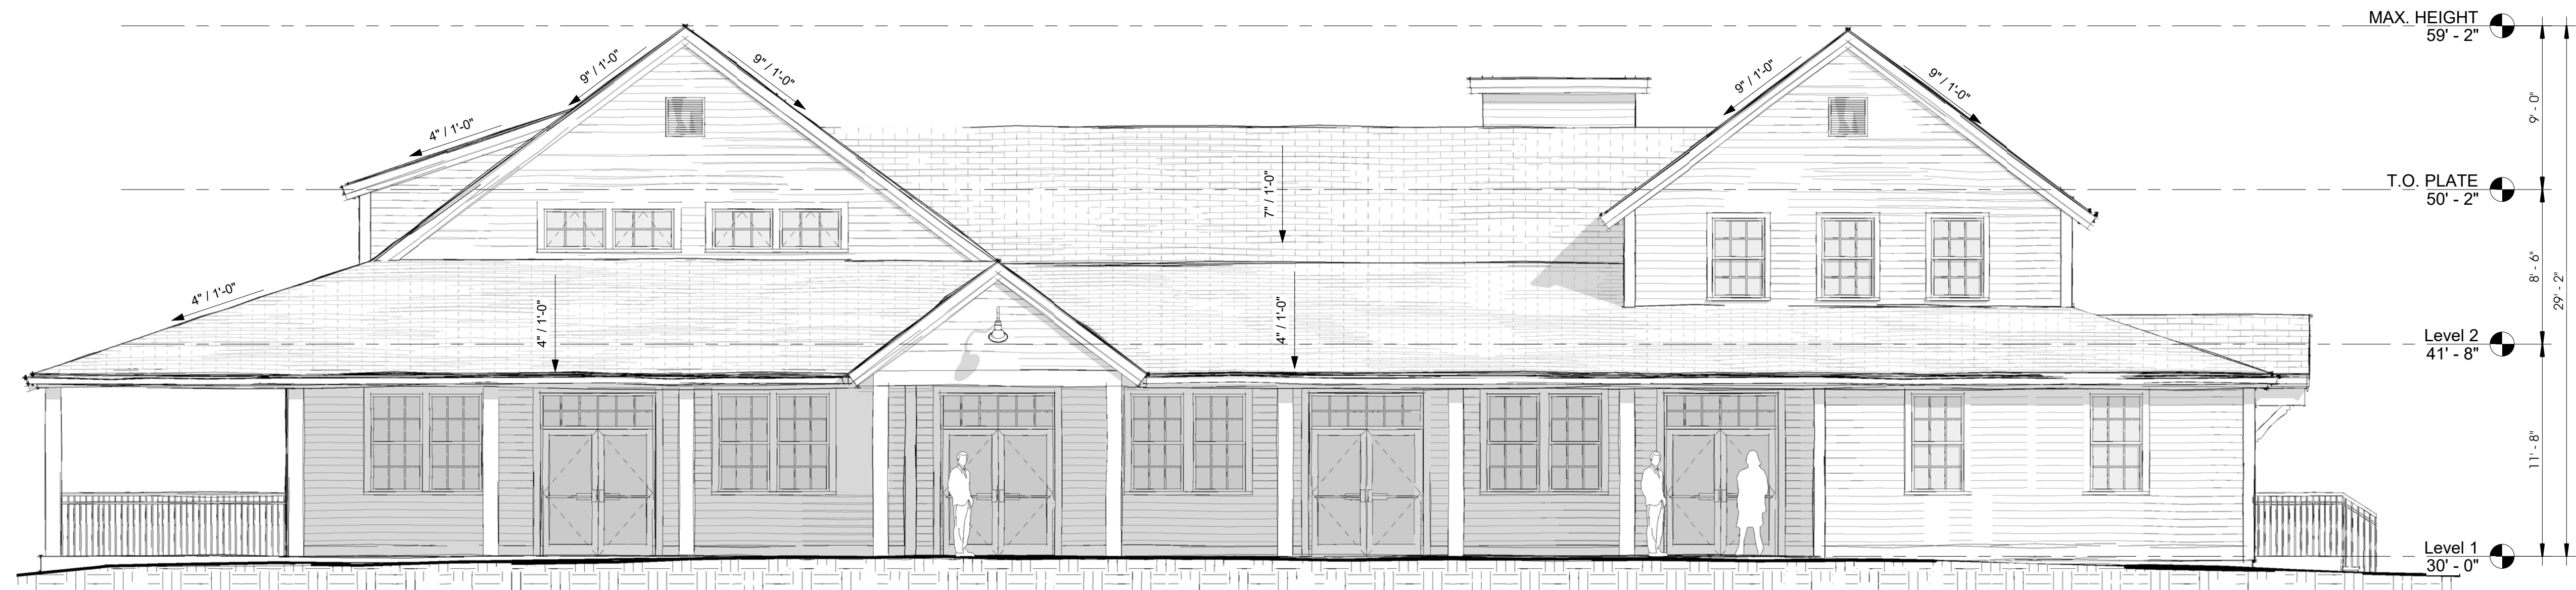 MAX. HEIGHT
59' - 2"
9" / 1'-0"
9" / 1'-0"
9" / 1'-0"
9" / 1'-0"
4" / 1'-0"
9' - 0"
T.O. PLATE
50' - 2"
7" / 1'-0"
8' - 6"
29' - 2"
4" / 1'-0"
4" / 1'-0"
4" / 1'-0"
Level 2
41' - 8"
11' - 8"
Level 1
30' - 0"